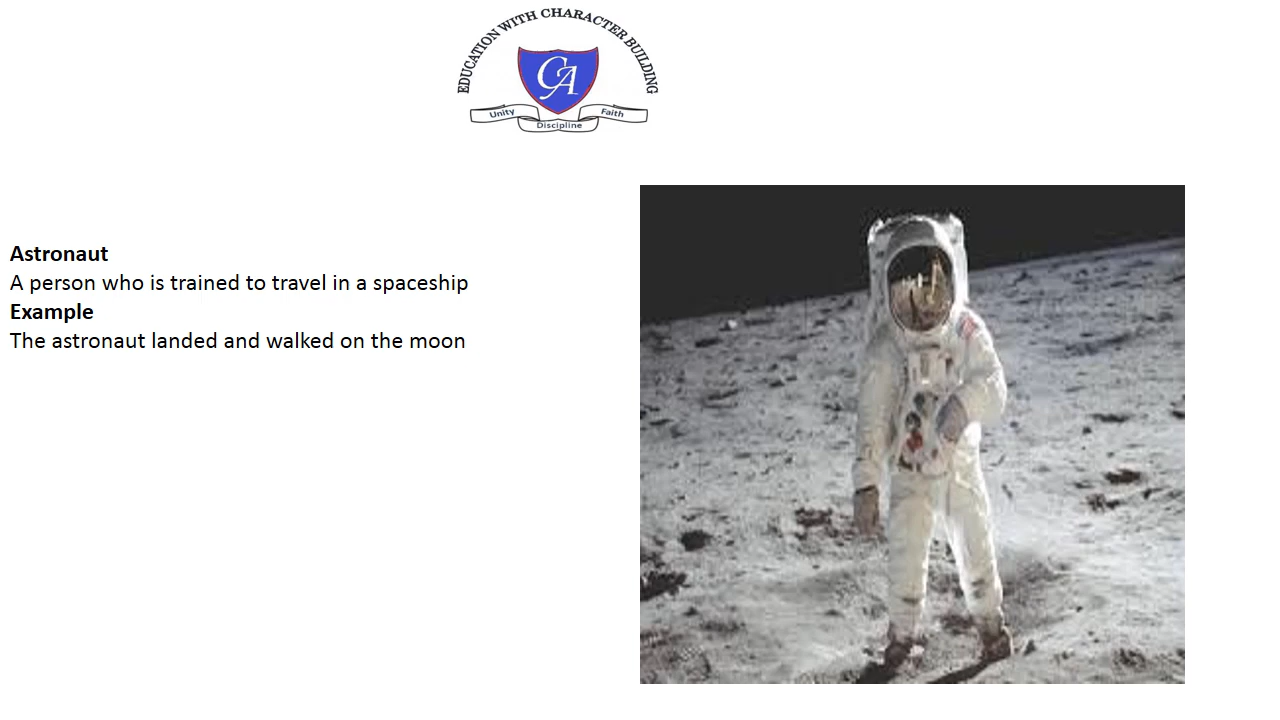 EDUCATION WITH CHARACTER BUILDING
CA
Unity
Discipline
Faith
Astronaut
A person who is trained to travel in a spaceship
Example
The astronaut landed and walked on the moon